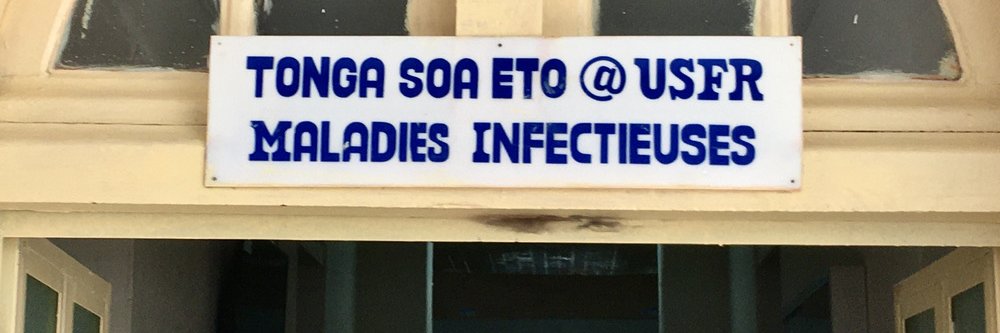 TONGA SOA ETO @ USFR
MALADIES INFECTIEUSES